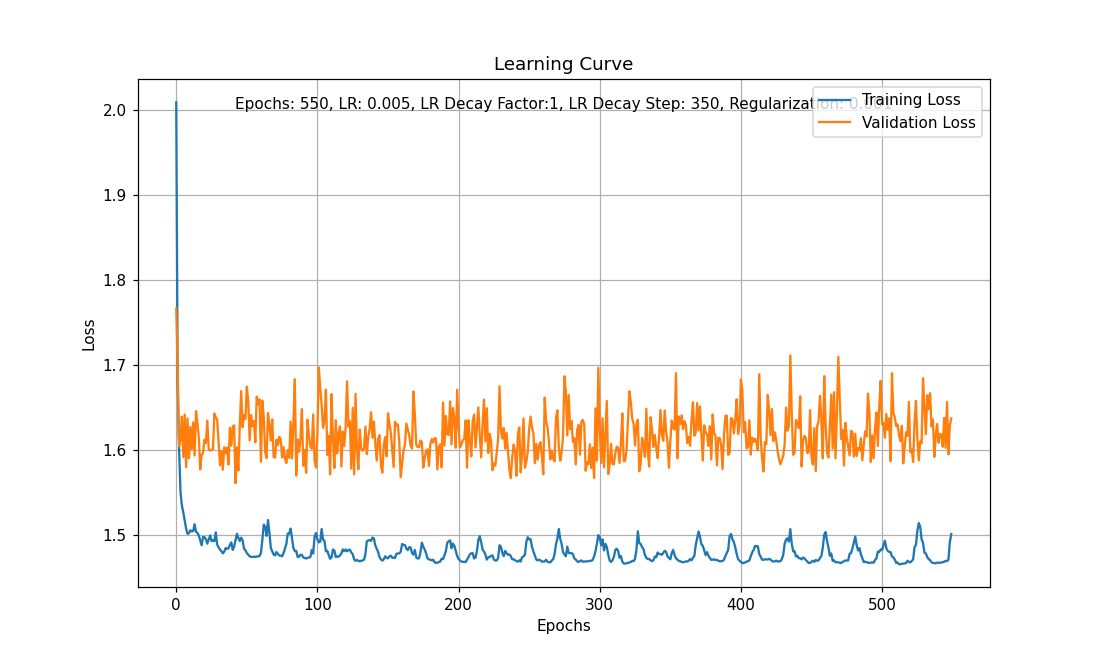 Learning Curve
Epochs: 550, LR: 0.005, LR Decay Factor:1, LR Decay Step: 350, Regularization: 0.001
Training Loss
Validation Loss
2.0
1.9
1.8
1.7
1.6
1.5
Loss
0 100 200 300 400 500
Epochs